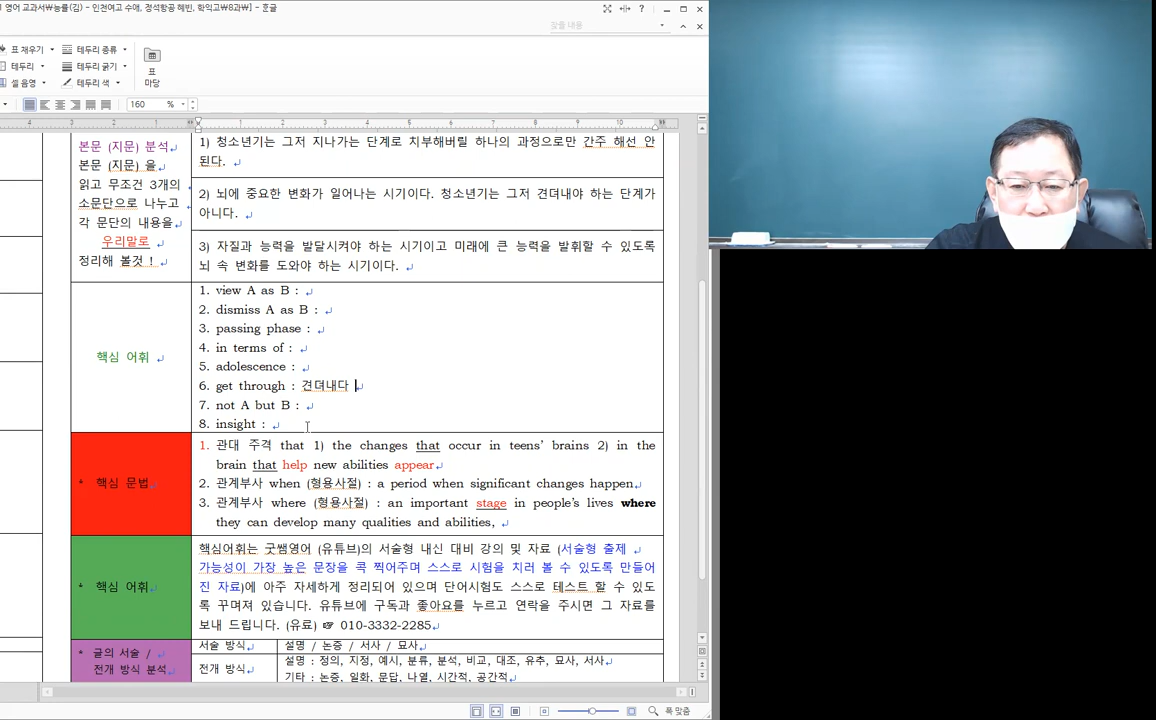 영어 교과서₩능률(김) - 인천여고 수애, 정석항공 혜빈, 학익고₩8과₩] - 한글
찾을 내용
표 채우기
테두리 종류
테두리
테두리 굵기
표
마당
셀 음영
테두리 색
160 %
4 3 2 1 1 2 3 4 5 6 7 8 9 10
본문 (지문) 분석
본문 (지문) 을
읽고 무조건 3개의
소문단으로 나누고
각 문단의 내용을
우리말로
정리해 볼것 !
1) 청소년기는 그저 지나가는 단계로 치부해버릴 하나의 과정으로만 간주 해선 안
된다.
2) 뇌에 중요한 변화가 일어나는 시기이다. 청소년기는 그저 견뎌내야 하는 단계가
아니다.
3) 자질과 능력을 발달시켜야 하는 시기이고 미래에 큰 능력을 발휘할 수 있도록
뇌 속 변화를 도와야 하는 시기이다.
핵심 어휘
1. view A as B :
2. dismiss A as B :
3. passing phase :
4. in terms of :
5. adolescence :
6. get through : 견뎌내다
7. not A but B :
8. insight :
* 핵심 문법
1. 관대 주격 that 1) the changes that occur in teens' brains 2) in the
brain that help new abilities appear
2. 관계부사 when (형용사절) : a period when significant changes happen
3. 관계부사 where (형용사절) : an important stage in people's lives where
they can develop many qualities and abilities,
* 핵심 어휘
핵심어휘는 굿쌤영어 (유튜브)의 서술형 내신 대비 강의 및 자료 (서술형 출제
가능성이 가장 높은 문장을 콕 찍어주며 스스로 시험을 치러 볼 수 있도록 만들어
진 자료)에 아주 자세하게 정리되어 있으며 단어시험도 스스로 테스트 할 수 있도
록 꾸며져 있습니다. 유튜브에 구독과 좋아요를 누르고 연락을 주시면 그 자료를
보내 드립니다. (유료) ☞ 010-3332-2285
* 글의 서술 /
전개 방식 분석
서술 방식
설명 / 논증 / 서사 / 묘사
전개 방식
설명 : 정의, 지정, 예시, 분류, 분석, 비교, 대조, 유추, 묘사, 서사
기타 : 논증, 일화, 문답, 나열, 시간적, 공간적
폭 맞춤